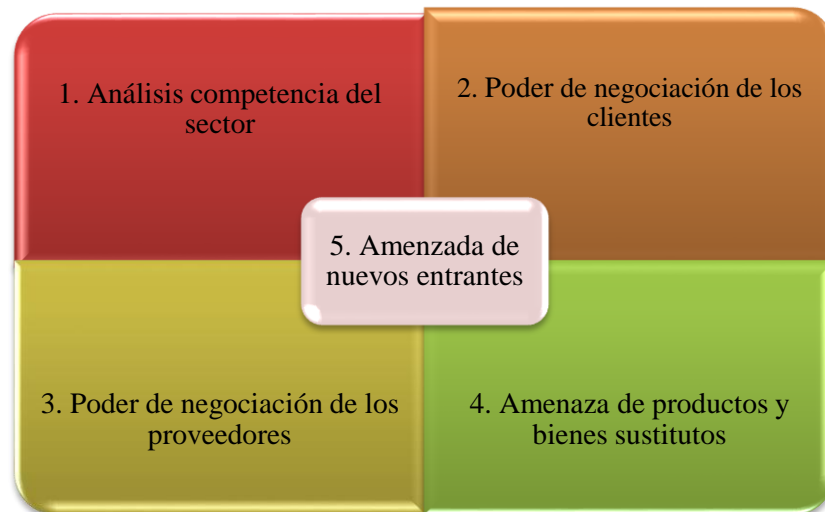 1. Análisis competencia del
sector
2. Poder de negociación de los
clientes
5. Amenzada de
nuevos entrantes
3. Poder de negociación de los
proveedores
4. Amenaza de productos y
bienes sustitutos